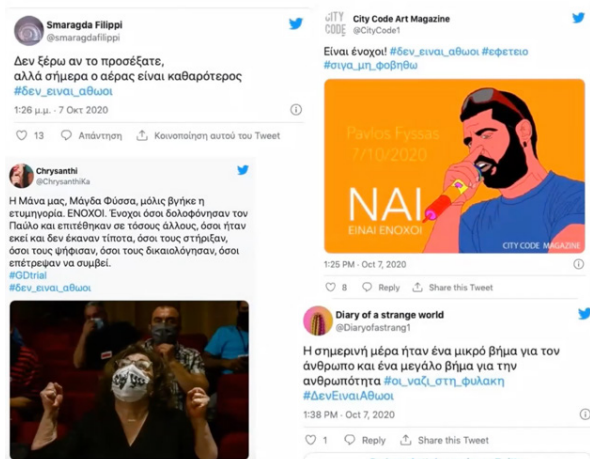 Smaragda Filippi
@smaragdafilippi
Δεν ξέρω αν το προσέξατε,
αλλά σήμερα ο αέρας είναι καθαρότερος
#δεν_ειναι_αθωοι
1:26 μ.μ. · 7 Οκτ 2020
13 Απάντηση Κοινοποίηση αυτού του Tweet
Chrysanthi
@ChrysanthiKa
Η Μάνα μας, Μάγδα Φύσσα, μόλις βγήκε η
ετυμηγορία. ΕΝΟΧΟΙ. Ένοχοι όσοι δολοφόνησαν τον
Παύλο και επιτέθηκαν σε τόσους άλλους, όσοι ήταν
εκεί και δεν έκαναν τίποτα, όσοι τους στήριξαν,
όσοι τους ψήφισαν, όσοι τους δικαιολόγησαν, όσοι
επέτρεψαν να συμβεί.
#GDtrial
#δεν_ειναι_αθωοι
CITY
CODE
City Code Art Magazine
@CityCode1
Είναι ένοχοι! #δεν_ειναι_αθωοι #εφετειο
#σιγα_μη_φοβηθω
Pavlos Fyssas
7/10/2020
ΝΑΙ
ΕΙΝΑΙ ΕΝΟΧΟΙ
CITY CODE MAGAZINE
1:25 PM · Oct 7, 2020
8 Reply Share this Tweet
Diary of a strange world
@Diaryofastrang1
Η σημερινή μέρα ήταν ένα μικρό βήμα για τον
άνθρωπο και ένα μεγάλο βήμα για την
ανθρωπότητα #οι_ναζι_στη_φυλακη
#ΔενΕιναιΑθωοι
1:38 PM · Oct 7, 2020
1 Reply Share this Tweet